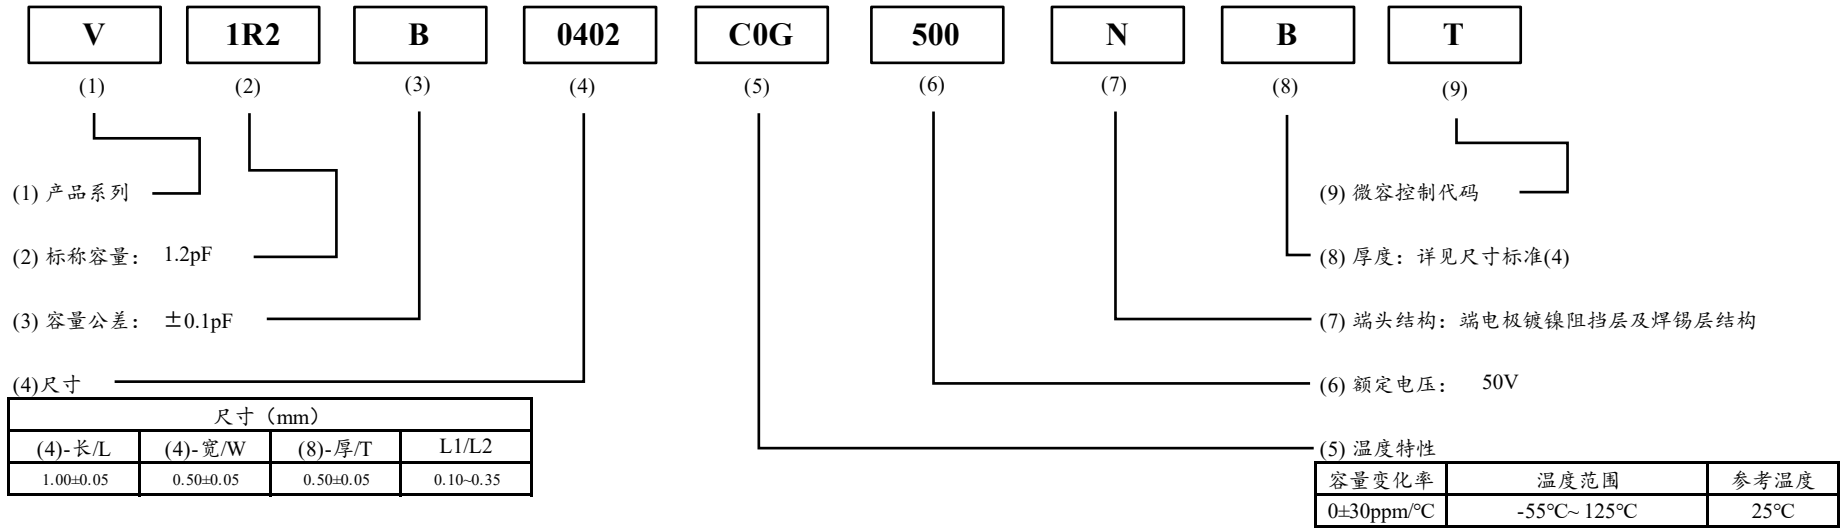 V 1R2 B 0402 C0G 500 N B T
(1) (2) (3) (4) (5) (6) (7) (8) (9)
(1) 产品系列
(9) 微容控制代码
(2) 标称容量： 1.2pF
(8) 厚度：详见尺寸标准(4)
(3) 容量公差： ±0.1pF
(7) 端头结构：端电极镀镍阻挡层及焊锡层结构
(4)尺寸
(6) 额定电压： 50V
尺寸（mm）
(4)-长/L (4)-宽/W (8)-厚/T L1/L2
1.00±0.05 0.50±0.05 0.50±0.05 0.10~0.35
(5) 温度特性
容量变化率 温度范围 参考温度
0±30ppm/°C -55°C~ 125°C 25°C